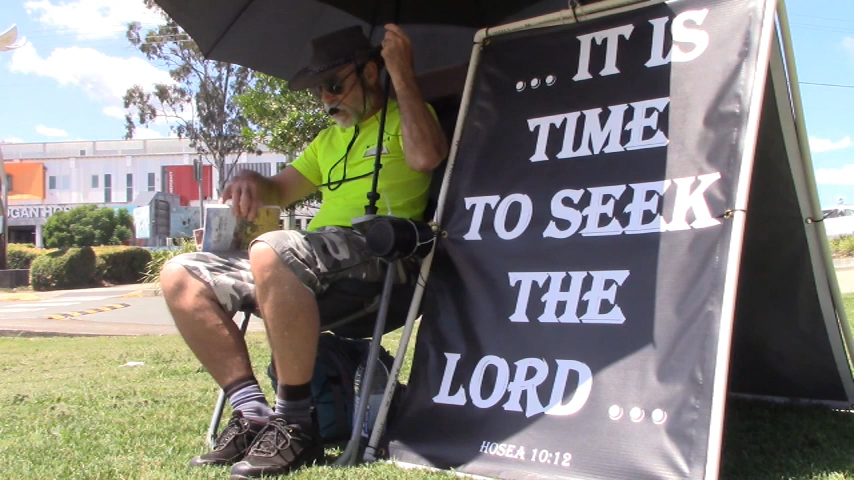 ... IT IS
TIME
TO SEEK
THE
LORD ...
HOSEA 10:12